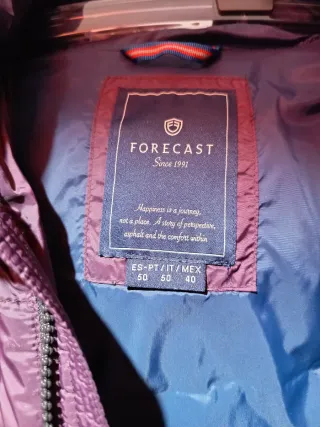 FORECAST
Since 1991
Happiness is a journey,
not a place. A story of perspective,
asphalt and the comfort within
ES-PT/IT/MEX
50 50 40